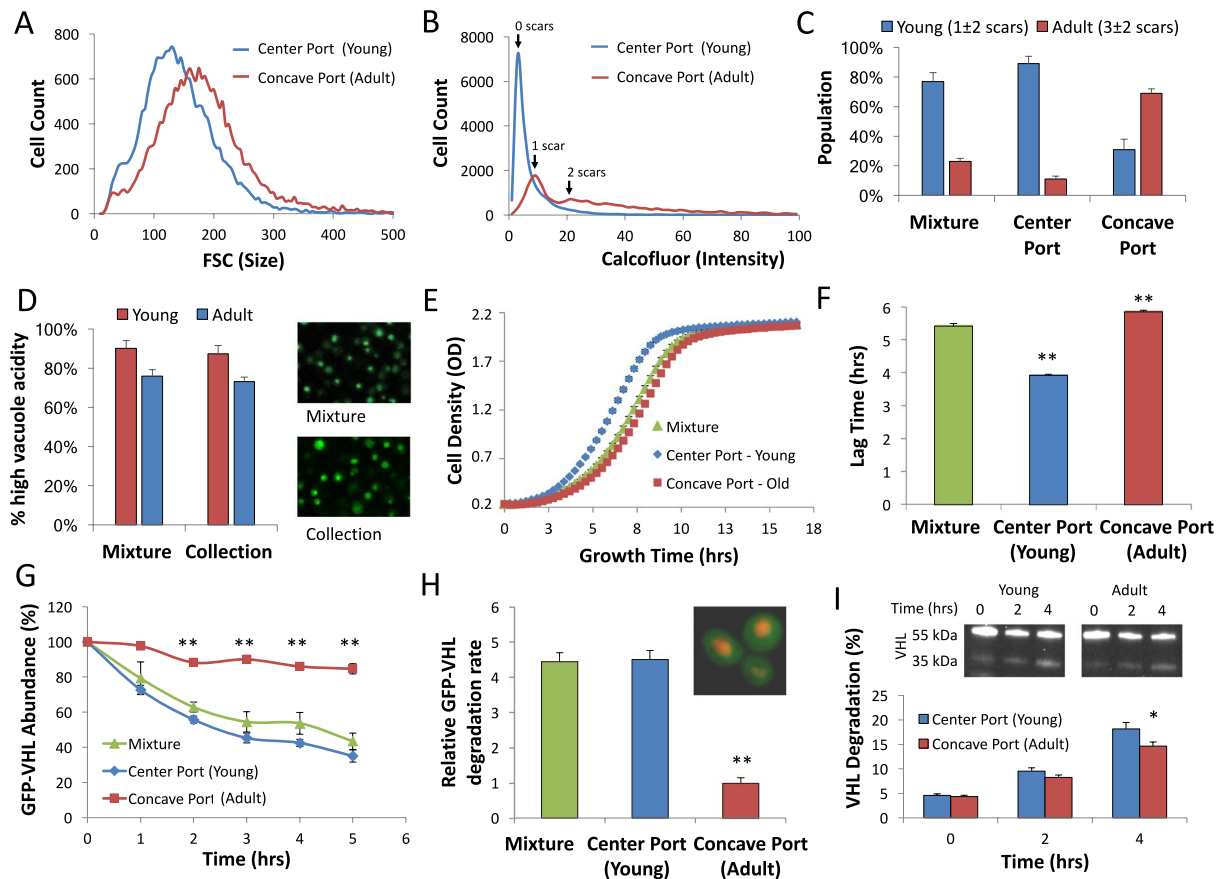 A
Cell Count
800
600
400
200
0
0 100 200 300 400 500
FSC (Size)
Center Port (Young)
Concave Port (Adult)
B
Cell Count
8000
6000
4000
2000
0
0 20 40 60 80 100
Calcofluor (Intensity)
0 scars
1 scar
2 scars
Center Port (Young)
Concave Port (Adult)
C
Young (1±2 scars) Adult (3±2 scars)
Population
100%
80%
60%
40%
20%
0%
Mixture Center Port Concave Port
D
Young Adult
% high vacuole acidity
100%
80%
60%
40%
20%
0%
Mixture Collection
Mixture
Collection
E
Cell Density (OD)
2.2
1.7
1.2
0.7
0.2
0 3 5 8 10 13 15 18
Growth Time (hrs)
Mixture
Center Port - Young
Concave Port - Old
F
Lag Time (hrs)
6
5
4
3
2
1
0
**
**
Mixture Center Port (Young) Concave Port (Adult)
G
GFP-VHL Abundance (%)
120
100
80
60
40
20
0
** ** ** **
Mixture
Center Port (Young)
Concave Port (Adult)
0 1 2 3 4 5 6
Time (hrs)
H
Relative GFP-VHL degradation rate
6
5
4
3
2
1
0
**
Mixture Center Port (Young) Concave Port (Adult)
I
Young Adult
Time (hrs) 0 2 4 0 2 4
VHL
55 kDa
35 kDa
VHL Degradation (%)
25
20
15
10
5
0
Center Port (Young)
Concave Port (Adult)
*
0 2 4
Time (hrs)